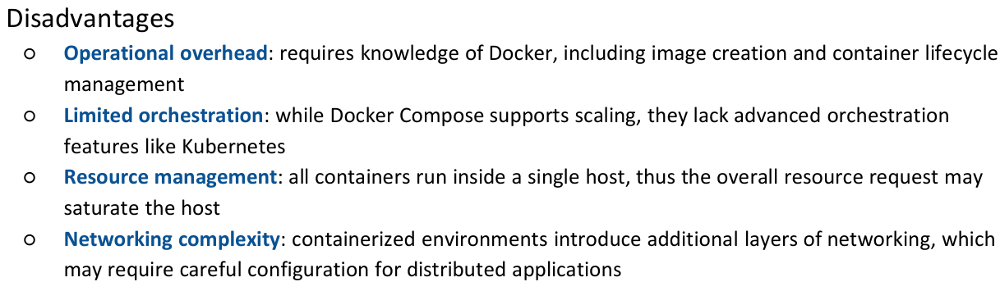 Disadvantages
○ Operational overhead: requires knowledge of Docker, including image creation and container lifecycle
management
○ Limited orchestration: while Docker Compose supports scaling, they lack advanced orchestration
features like Kubernetes
○ Resource management: all containers run inside a single host, thus the overall resource request may
saturate the host
○ Networking complexity: containerized environments introduce additional layers of networking, which
may require careful configuration for distributed applications